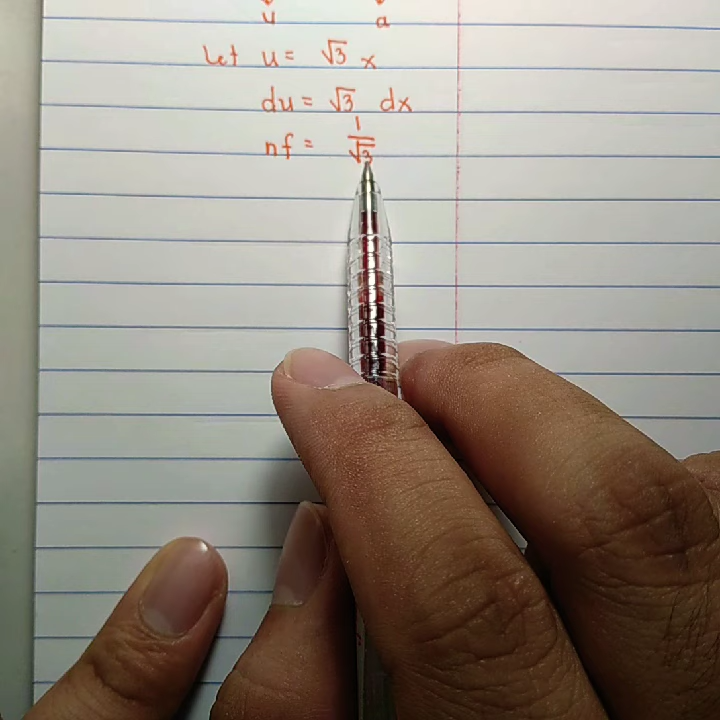 u a
Let u = √3 x
du = √3 dx
nf = 1/√3